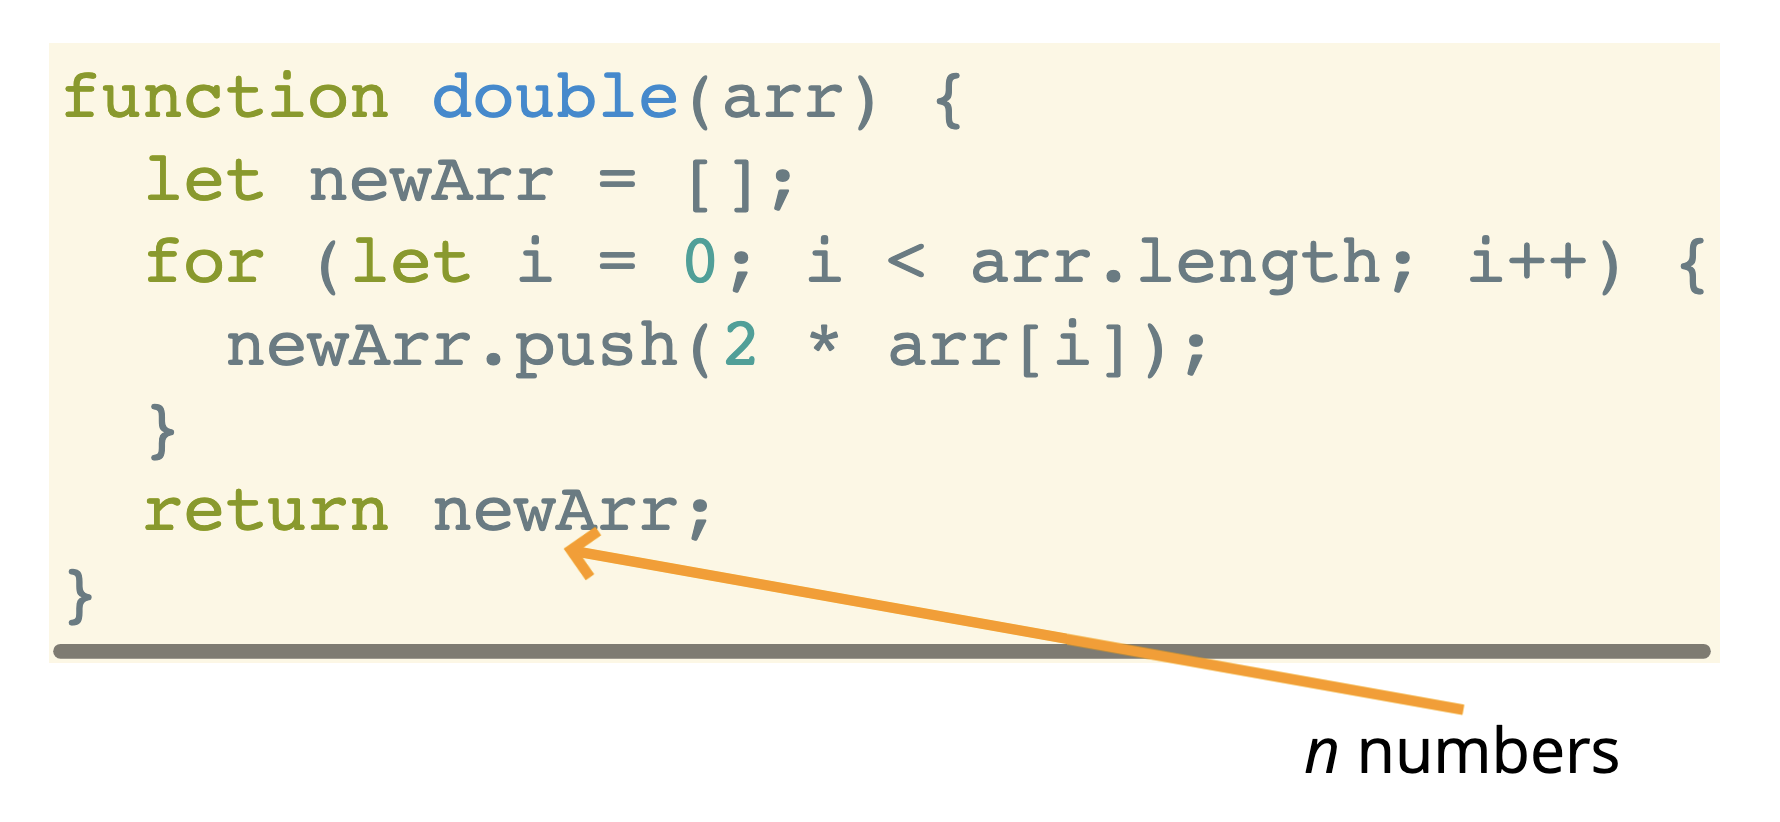 function double(arr) {
  let newArr = [];
  for (let i = 0; i < arr.length; i++) {
    newArr.push(2 * arr[i]);
  }
  return newArr;
}
n numbers